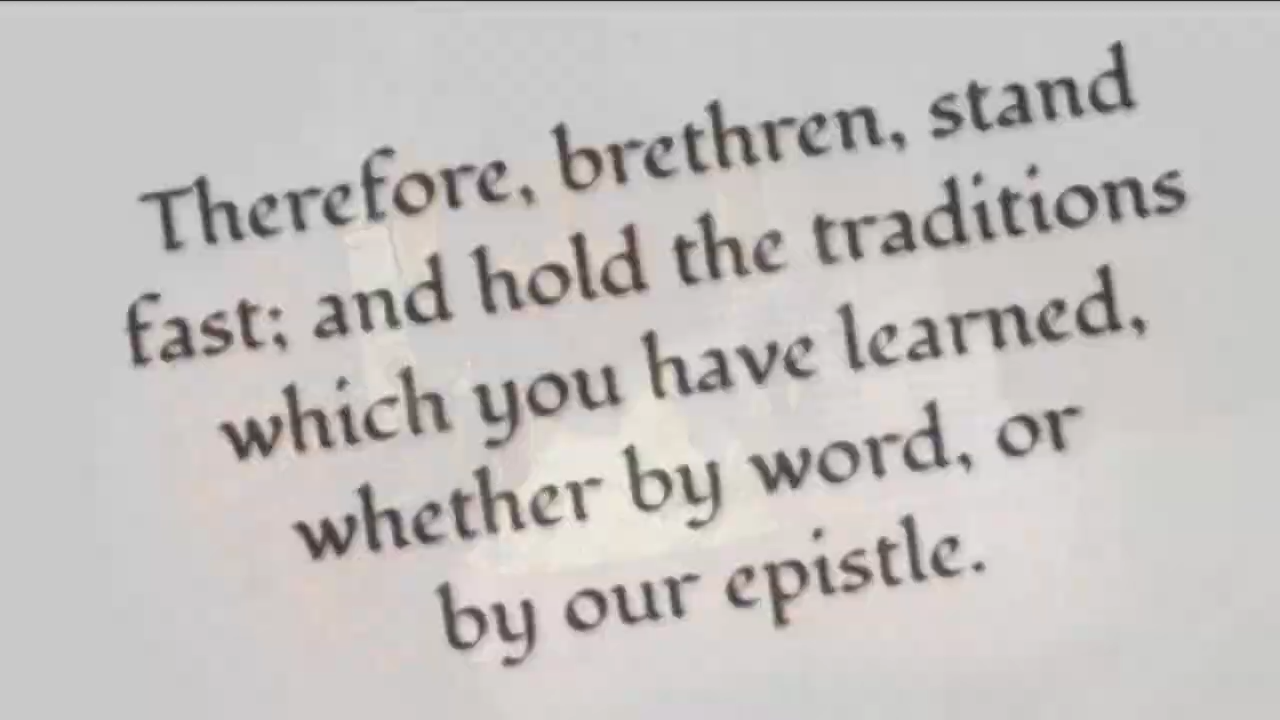 Therefore, brethren, stand
fast; and hold the traditions
which you have learned,
whether by word, or
by our epistle.